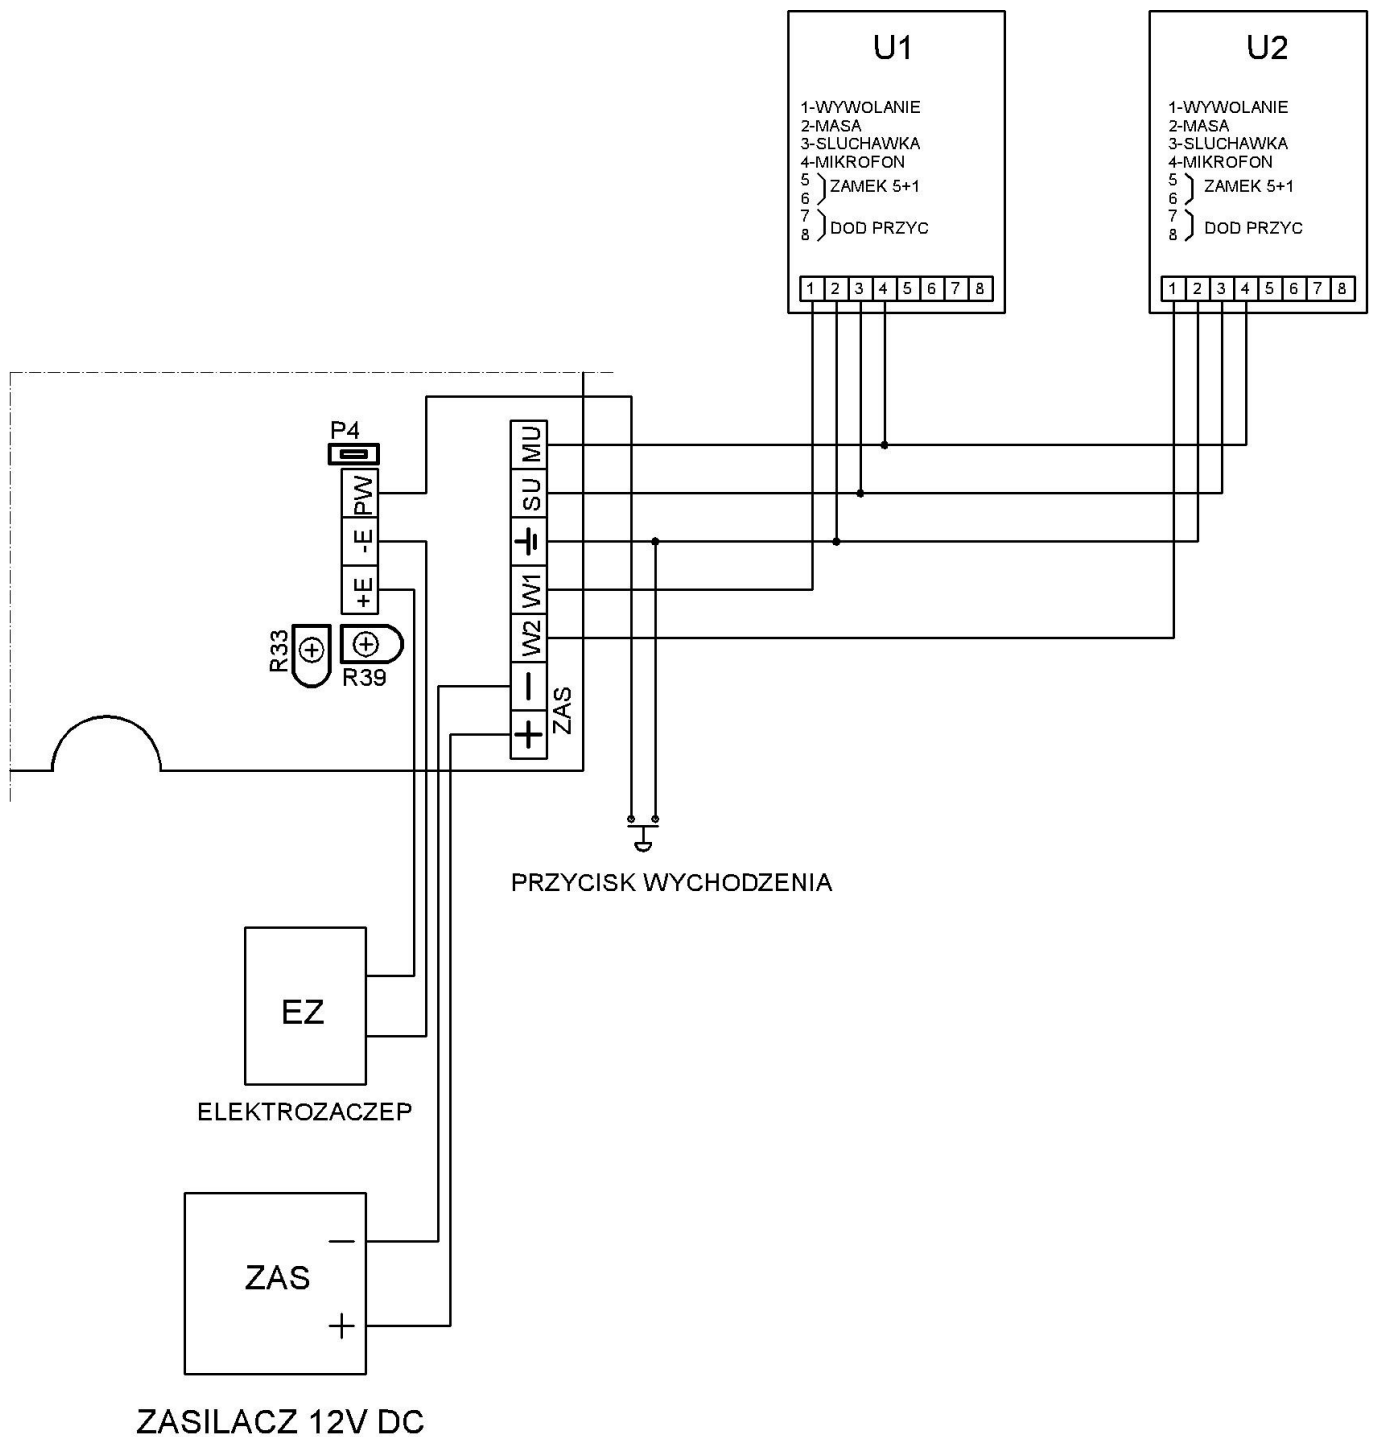 U1
1-WYWOLANIE
2-MASA
3-SLUCHAWKA
4-MIKROFON
5
6
ZAMEK 5+1
7
8
DOD PRZYC
1 2 3 4 5 6 7 8
U2
1-WYWOLANIE
2-MASA
3-SLUCHAWKA
4-MIKROFON
5
6
ZAMEK 5+1
7
8
DOD PRZYC
1 2 3 4 5 6 7 8
P4
PW
-E
+E
R33
R39
MU
SU
W1
W2
−
+
ZAS
PRZYCISK WYCHODZENIA
EZ
ELEKTROZACZEP
ZAS
−
+
ZASILACZ 12V DC